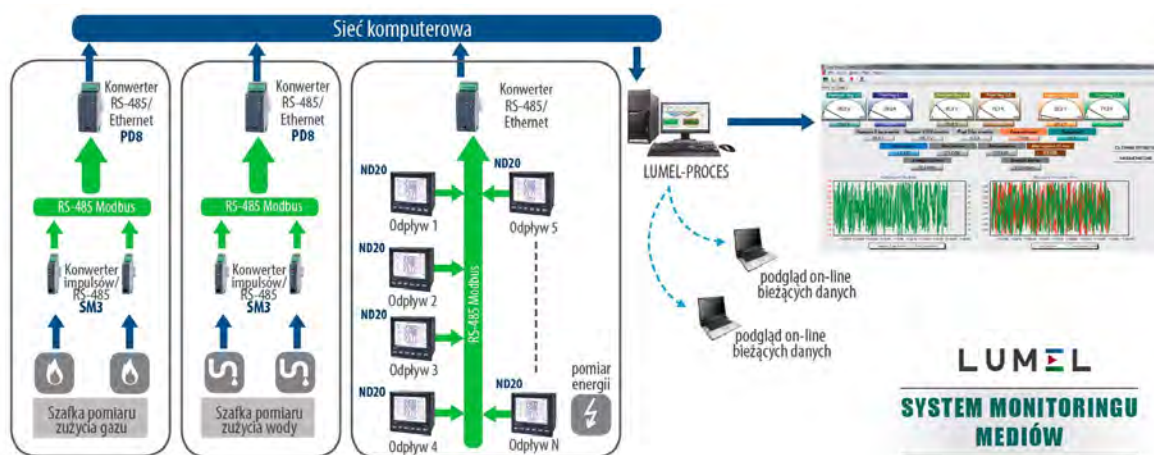 Sieć komputerowa
Konwerter
RS-485/
Ethernet
PD8
RS-485 Modbus
Konwerter
impulsów/
RS-485
SM3
Szafka pomiaru
zużycia gazu
Konwerter
RS-485/
Ethernet
PD8
RS-485 Modbus
Konwerter
impulsów/
RS-485
SM3
Szafka pomiaru
zużycia wody
Konwerter
RS-485/
Ethernet
ND20
Odpływ 1
ND20
Odpływ 2
ND20
Odpływ 3
ND20
Odpływ 4
RS-485 Modbus
ND20
Odpływ 5
ND20
Odpływ N
pomiar
energii
LUMEL-PROCES
podgląd on-line
bieżących danych
podgląd on-line
bieżących danych
LUMEL
SYSTEM MONITORINGU
MEDIÓW